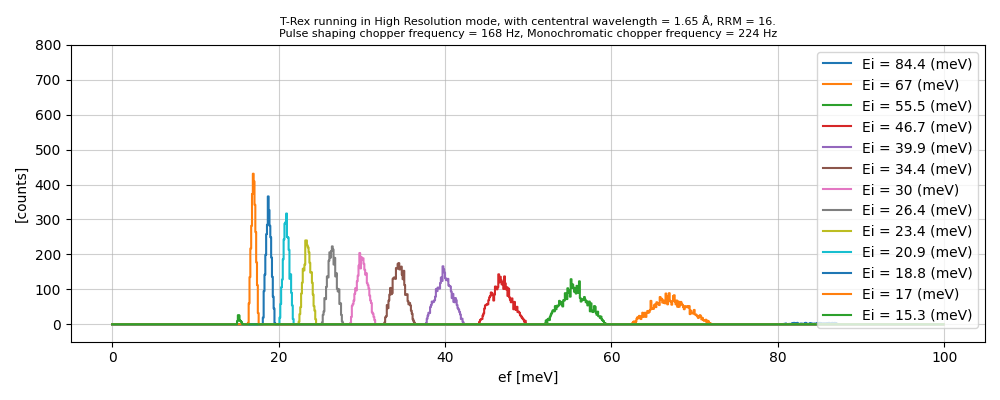 T-Rex running in High Resolution mode, with cententral wavelength = 1.65 Å, RRM = 16.
Pulse shaping chopper frequency = 168 Hz, Monochromatic chopper frequency = 224 Hz
800
700
600
500
400
300
200
100
0
[counts]
0
20
40
60
80
100
ef [meV]
Ei = 84.4 (meV)
Ei = 67 (meV)
Ei = 55.5 (meV)
Ei = 46.7 (meV)
Ei = 39.9 (meV)
Ei = 34.4 (meV)
Ei = 30 (meV)
Ei = 26.4 (meV)
Ei = 23.4 (meV)
Ei = 20.9 (meV)
Ei = 18.8 (meV)
Ei = 17 (meV)
Ei = 15.3 (meV)